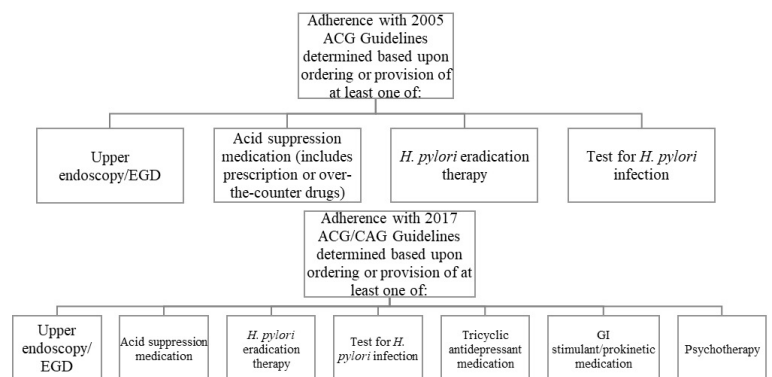 Adherence with 2005
ACG Guidelines
determined based upon
ordering or provision of
at least one of:
Upper
endoscopy/EGD
Acid suppression
medication (includes
prescription or over-
the-counter drugs)
H. pylori eradication
therapy
Test for H. pylori
infection
Adherence with 2017
ACG/CAG Guidelines
determined based upon
ordering or provision of at
least one of:
Upper
endoscopy/
EGD
Acid suppression
medication
H. pylori
eradication
therapy
Test for H.
pylori infection
Tricyclic
antidepressant
medication
GI
stimulant/prokinetic
medication
Psychotherapy